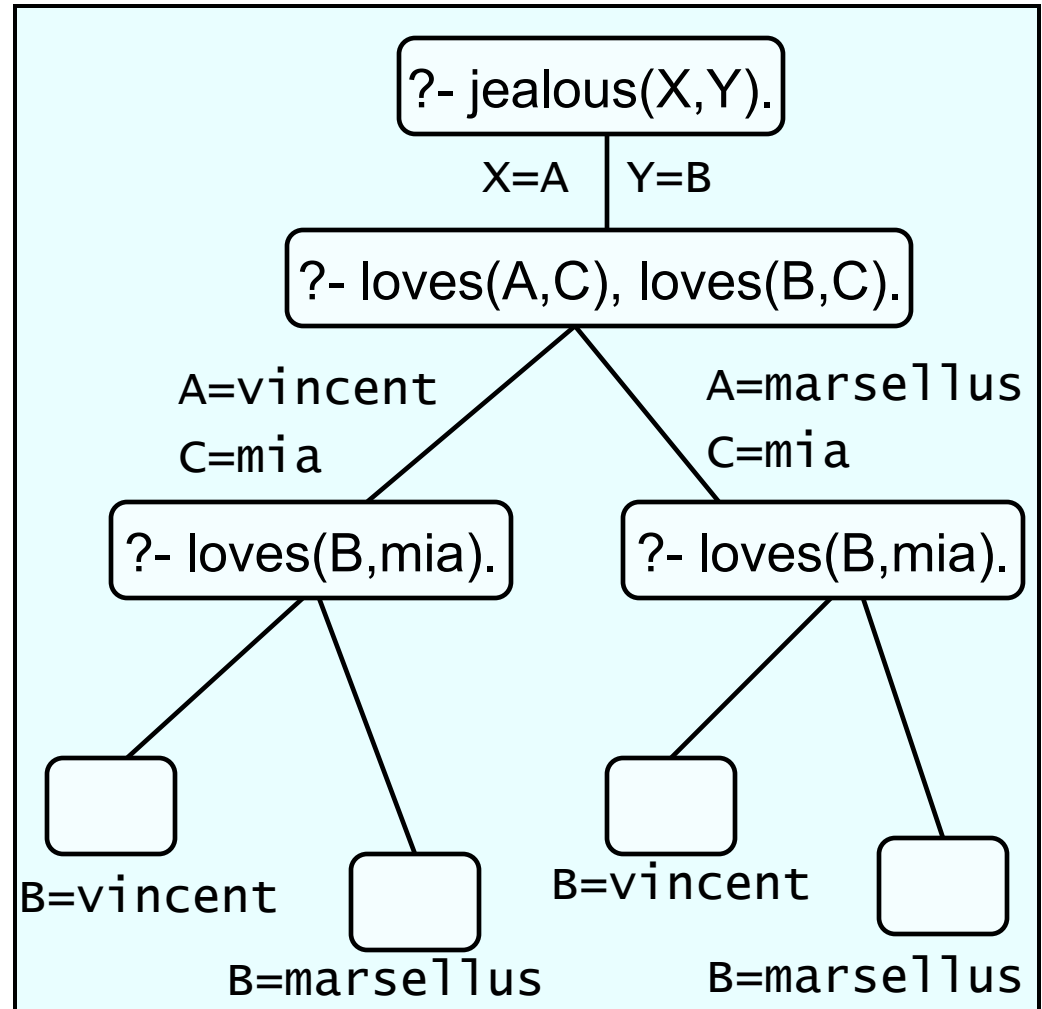 ?- jealous(X,Y).
X=A Y=B
?- loves(A,C), loves(B,C).
A=vincent
C=mia
A=marsellus
C=mia
?- loves(B,mia).
?- loves(B,mia).
B=vincent
B=marsellus
B=vincent
B=marsellus